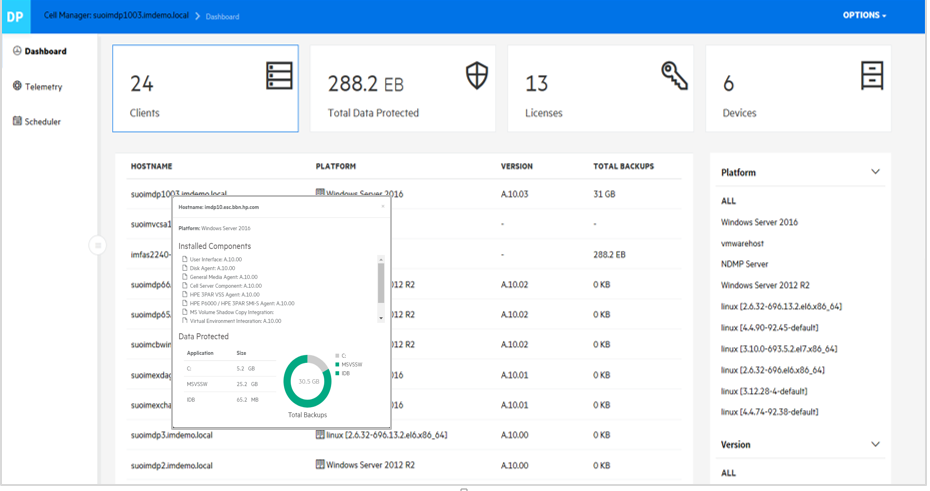 DP Cell Manager: suoimdp1003.imdemo.local Dashboard OPTIONS
Dashboard
Telemetry
Scheduler
24
Clients
288.2 EB
Total Data Protected
13
Licenses
6
Devices
HOSTNAME PLATFORM VERSION TOTAL BACKUPS
suoimdp1003.imdemo.local Windows Server 2016 A.10.03 31 GB
suoimvcsa1 - -
imfas2240- - 288.2 EB
suoimdp66. 012 R2 A.10.02 0 KB
suoimdp65. 012 R2 A.10.02 0 KB
suoimcbwin 012 R2 A.10.02 0 KB
suoimexdag 016 A.10.01 0 KB
suoimexcha 016 A.10.01 0 KB
suoimdp3.imdemo.local linux [2.6.32-696.13.2.el6.x86_64] A.10.00 0 KB
suoimdp2.imdemo.local Windows Server 2012 R2 A.10.00 0 KB
Hostname: imdp10.esc.bbn.hp.com
Platform: Windows Server 2016
Installed Components
User Interface: A.10.00
Disk Agent: A.10.00
General Media Agent: A.10.00
Cell Server Component: A.10.00
HPE 3PAR VSS Agent: A.10.00
HPE P6000 / HPE 3PAR SMI-S Agent: A.10.00
MS Volume Shadow Copy Integration:
Virtual Environment Integration: A.10.00
Data Protected
Application Size
C: 5.2 GB
MSVSSW 25.2 GB
IDB 65.2 MB
30.5 GB
C:
MSVSSW
IDB
Total Backups
Platform
ALL
Windows Server 2016
vmwarehost
NDMP Server
Windows Server 2012 R2
linux [2.6.32-696.13.2.el6.x86_64]
linux [4.4.90-92.45-default]
linux [3.10.0-693.5.2.el7.x86_64]
linux [2.6.32-696.el6.x86_64]
linux [3.12.28-4-default]
linux [4.4.74-92.38-default]
Version
ALL